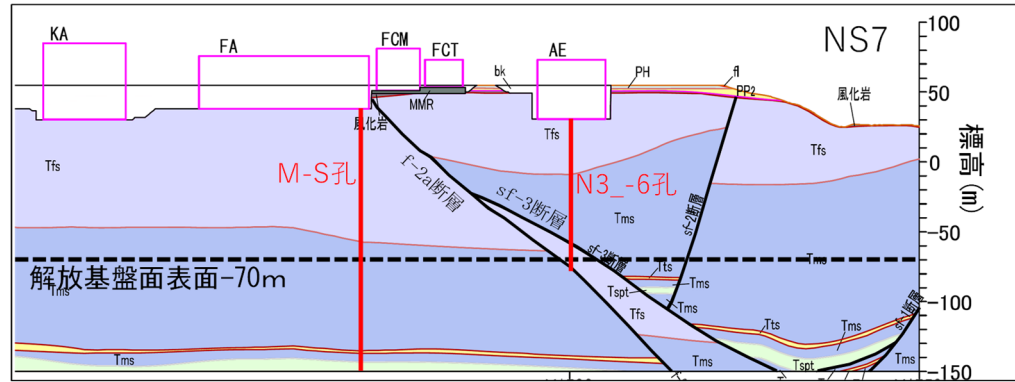 KA
FA
FCM
FCT
AE
NS7
bk
PH
fl
PP2
MMR
風化岩
風化岩
Tfs
Tfs
Tfs
M-S孔
f-2a断層
sf-3断層
N3_-6孔
Tms
sf-2断層
sf-3断層
Tms
解放基盤面表面-70m
Tms
Tts
Tms
Tspt
Tms
Tfs
Tts
Tms
sf-1断層
Tms
Tms
Tspt
Tms
100
50
0
-50
-100
-150
標高(m)